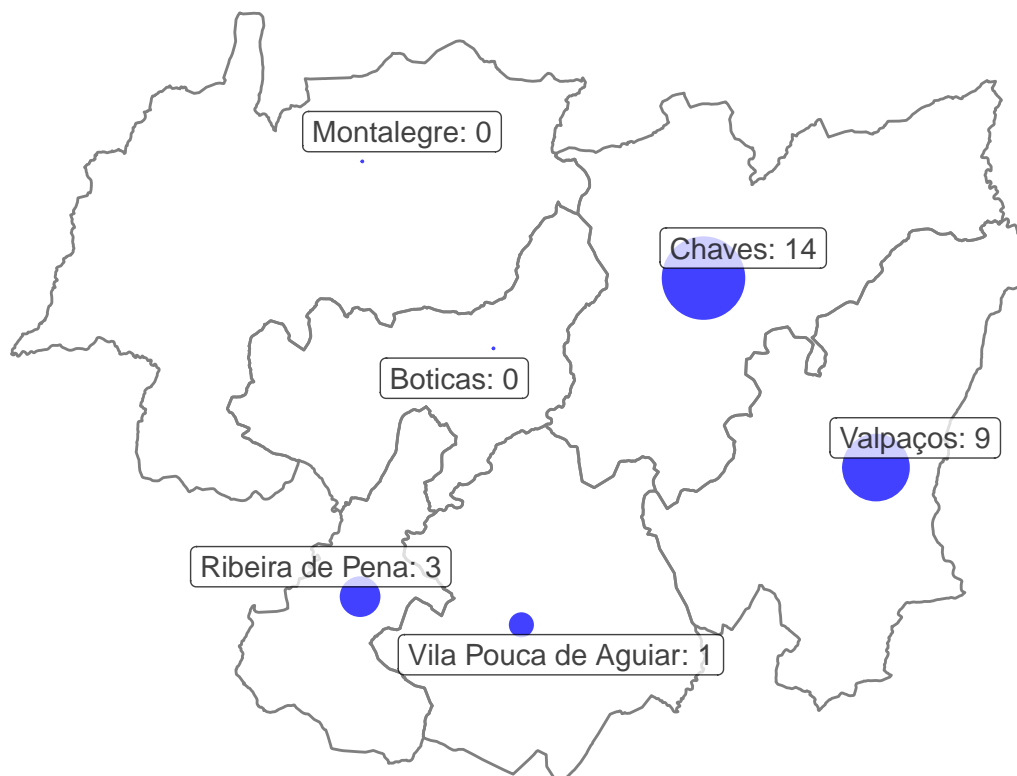 Montalegre: 0
Chaves: 14
Boticas: 0
Valpaços: 9
Ribeira de Pena: 3
Vila Pouca de Aguiar: 1